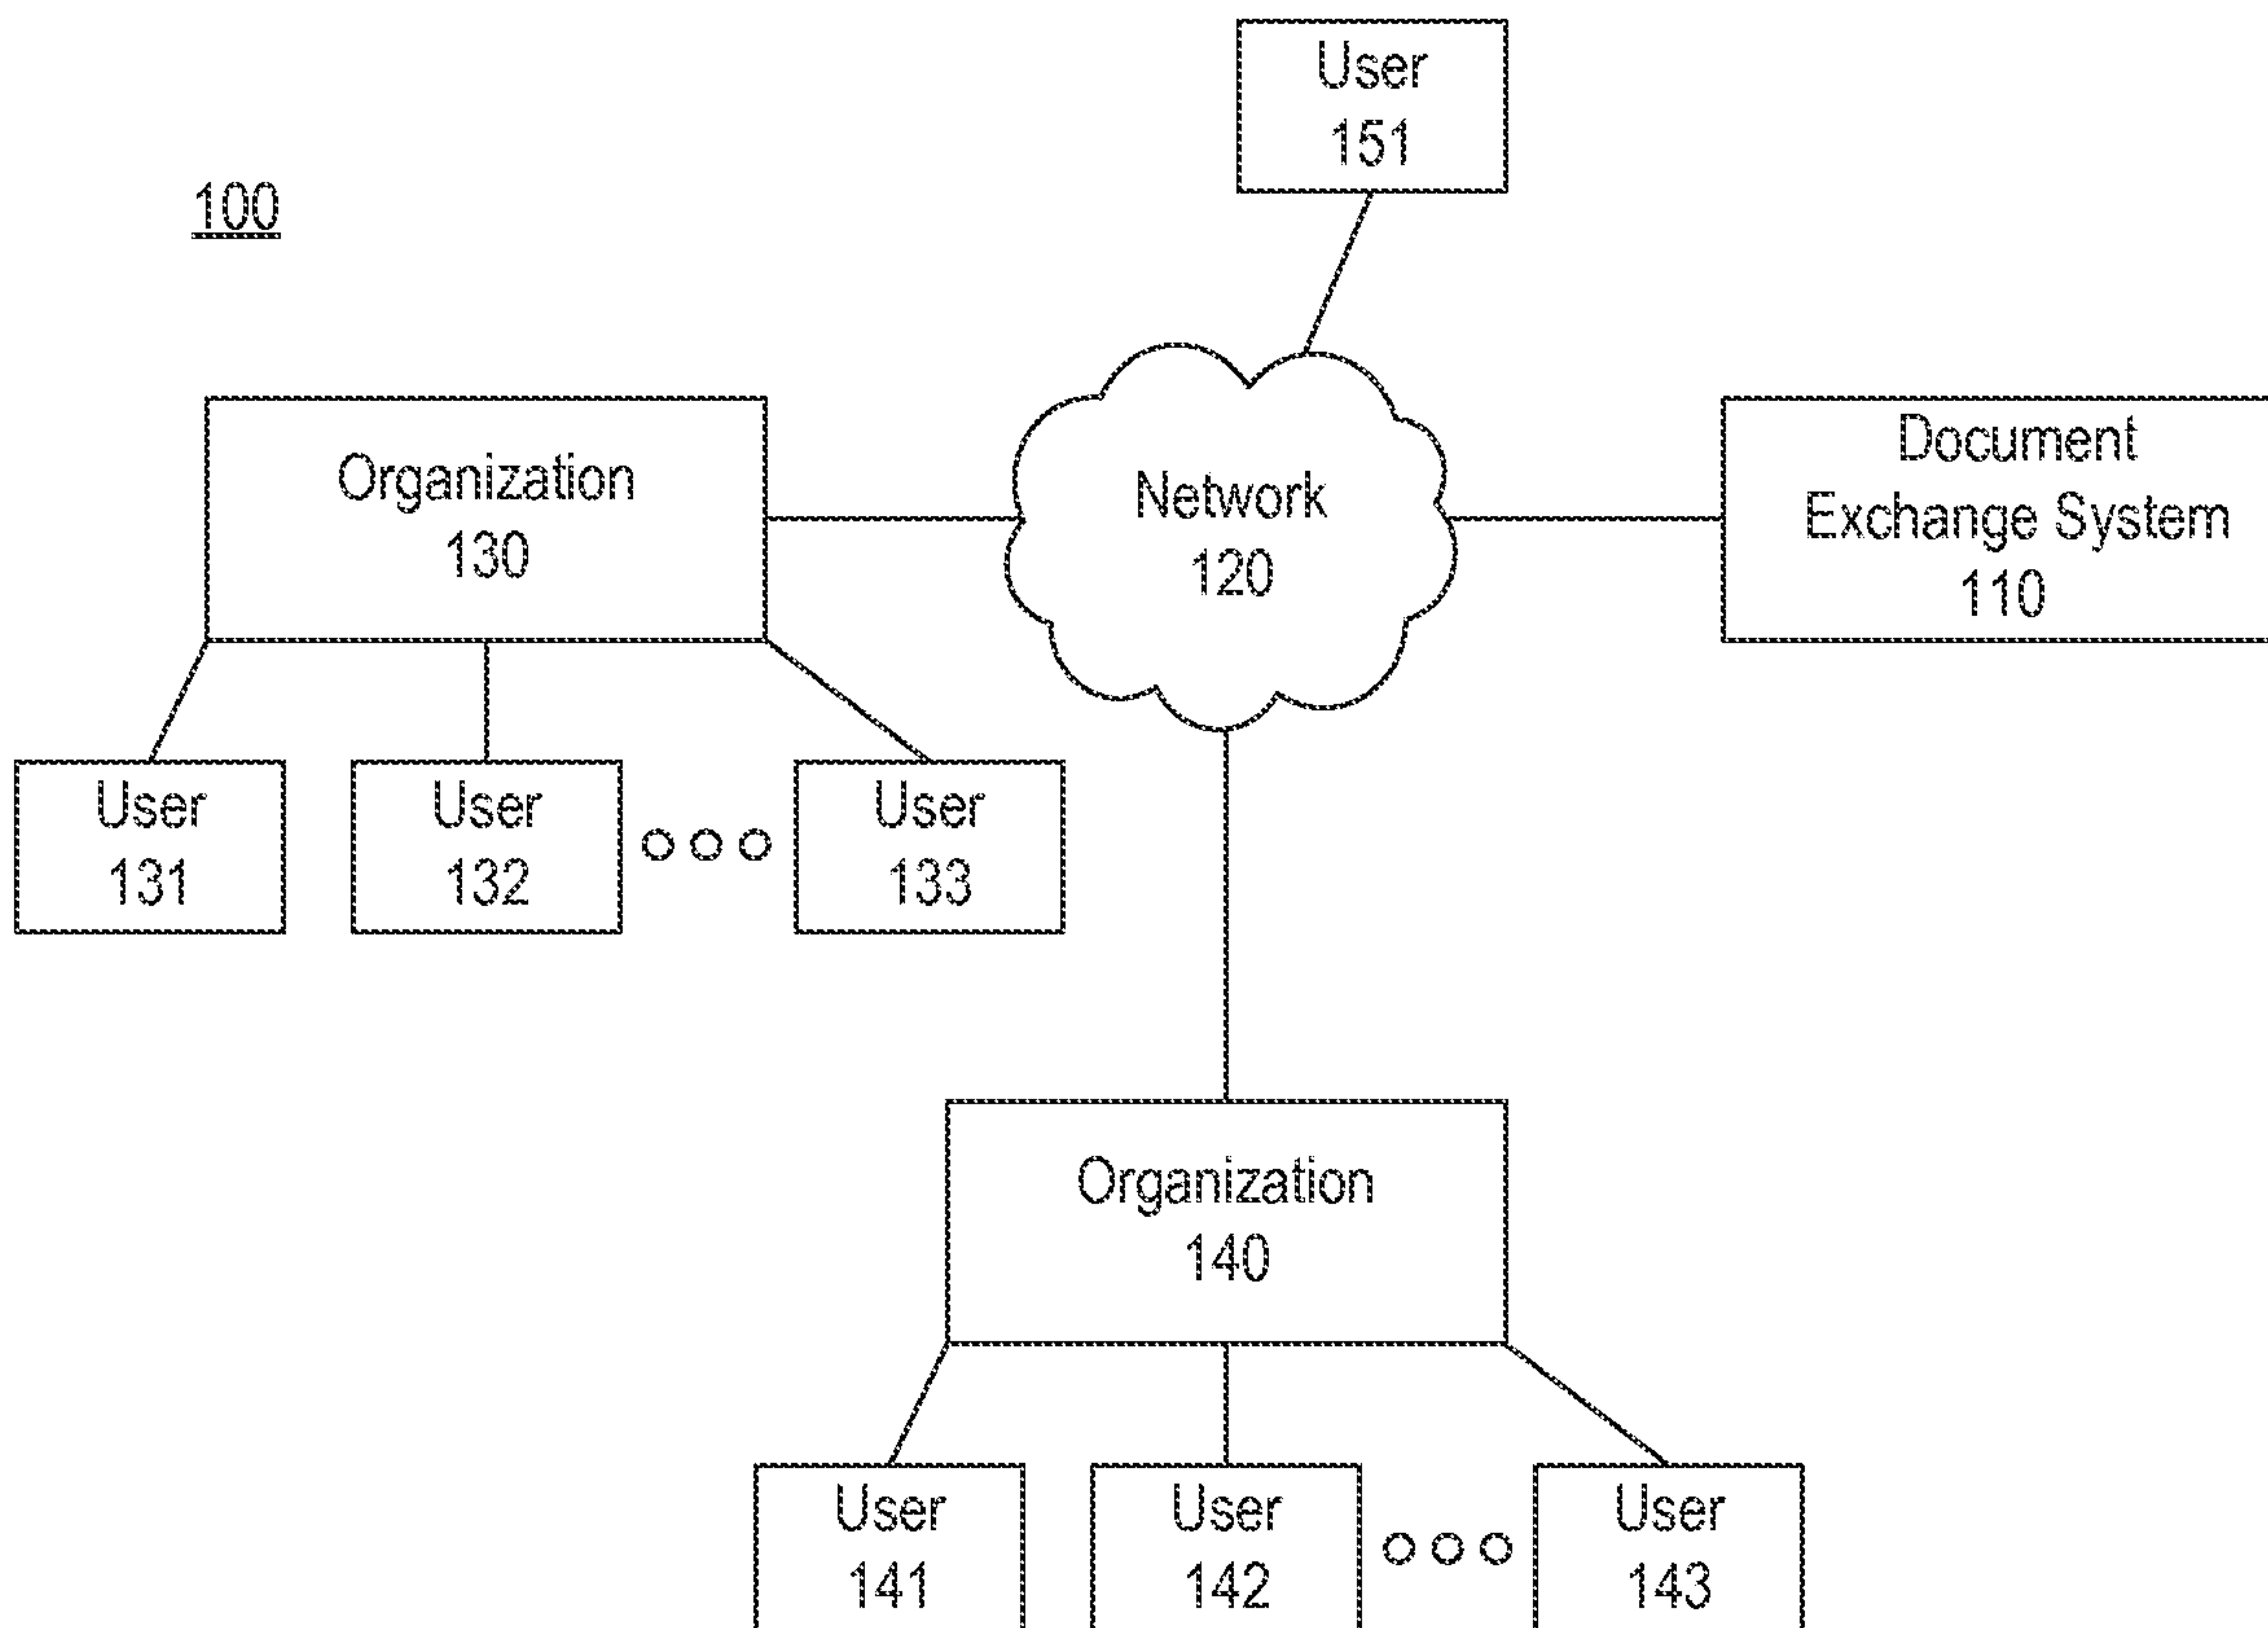 User
151
100
Organization
130
Network
120
Document
Exchange System
110
User
131
User
132
User
133
Organization
140
User
141
User
142
User
143